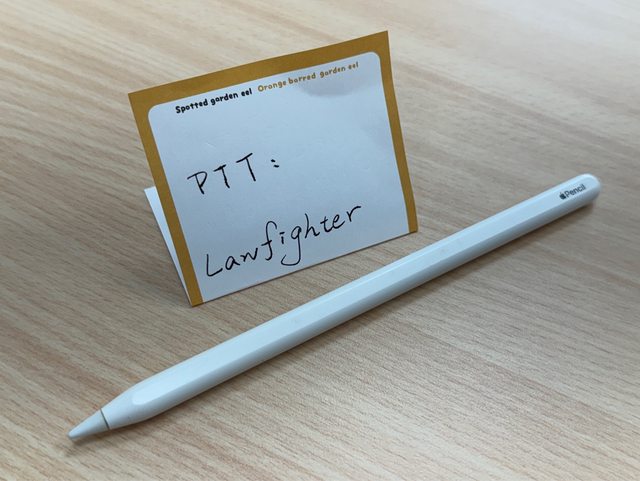 Spotted garden eel Orange barred garden eel
PTT:
Lawfighter
Pencil